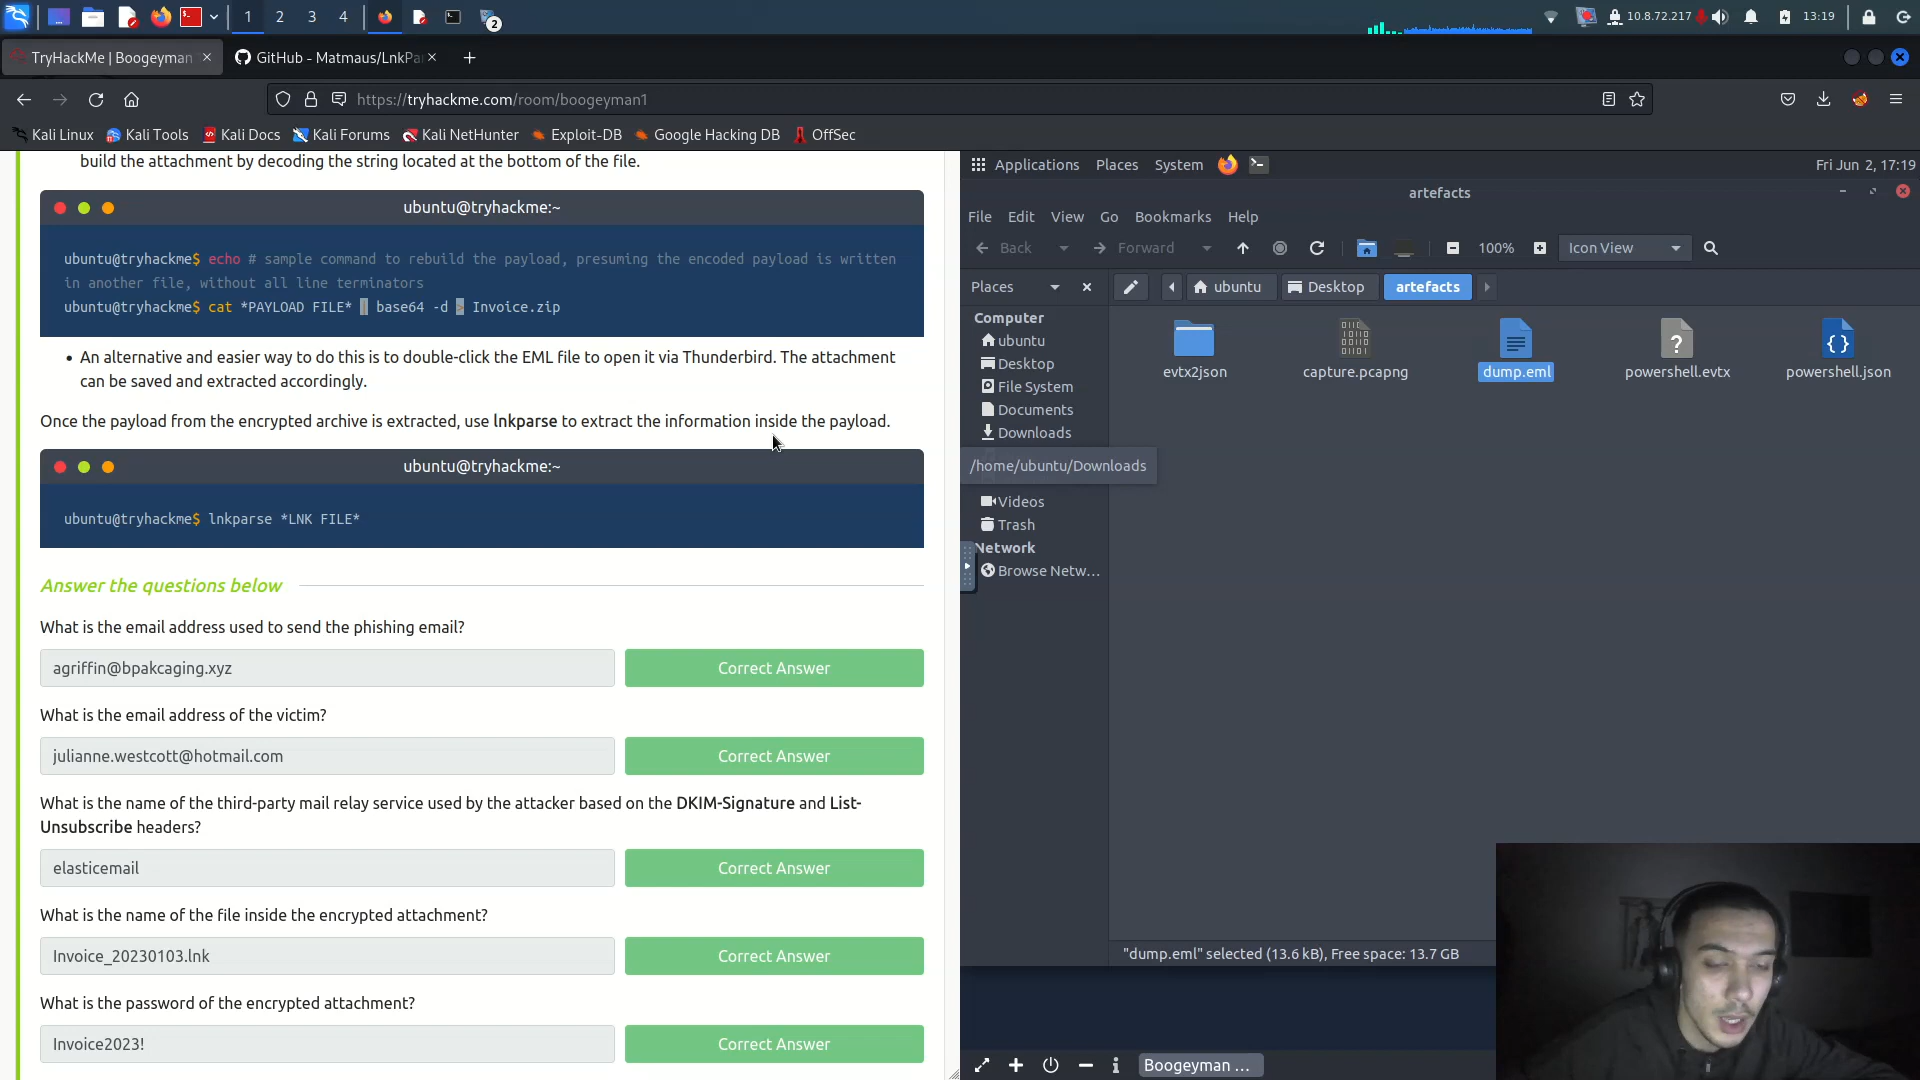 1 2 3 4 2 10.8.72.217 13:19
TryHackMe | Boogeyman GitHub - Matmaus/LnkPa
https://tryhackme.com/room/boogeyman1
Kali Linux Kali Tools Kali Docs Kali Forums Kali NetHunter Exploit-DB Google Hacking DB OffSec
build the attachment by decoding the string located at the bottom of the file.
ubuntu@tryhackme:~
ubuntu@tryhackme$ echo # sample command to rebuild the payload, presuming the encoded payload is written
in another file, without all line terminators
ubuntu@tryhackme$ cat *PAYLOAD FILE* | base64 -d > Invoice.zip
• An alternative and easier way to do this is to double-click the EML file to open it via Thunderbird. The attachment
can be saved and extracted accordingly.
Once the payload from the encrypted archive is extracted, use lnkparse to extract the information inside the payload.
ubuntu@tryhackme:~
ubuntu@tryhackme$ lnkparse *LNK FILE*
Answer the questions below
What is the email address used to send the phishing email?
agriffin@bpakcaging.xyz Correct Answer
What is the email address of the victim?
julianne.westcott@hotmail.com Correct Answer
What is the name of the third-party mail relay service used by the attacker based on the DKIM-Signature and List-
Unsubscribe headers?
elasticemail Correct Answer
What is the name of the file inside the encrypted attachment?
Invoice_20230103.lnk Correct Answer
What is the password of the encrypted attachment?
Invoice2023! Correct Answer
Applications Places System Fri Jun 2, 17:19
artefacts
File Edit View Go Bookmarks Help
Back Forward 100% Icon View
Places ubuntu Desktop artefacts
Computer
ubuntu
Desktop
File System
Documents
Downloads
/home/ubuntu/Downloads
Videos
Trash
Network
Browse Netw...
evtx2json capture.pcapng dump.eml powershell.evtx powershell.json
"dump.eml" selected (13.6 kB), Free space: 13.7 GB
Boogeyman ...